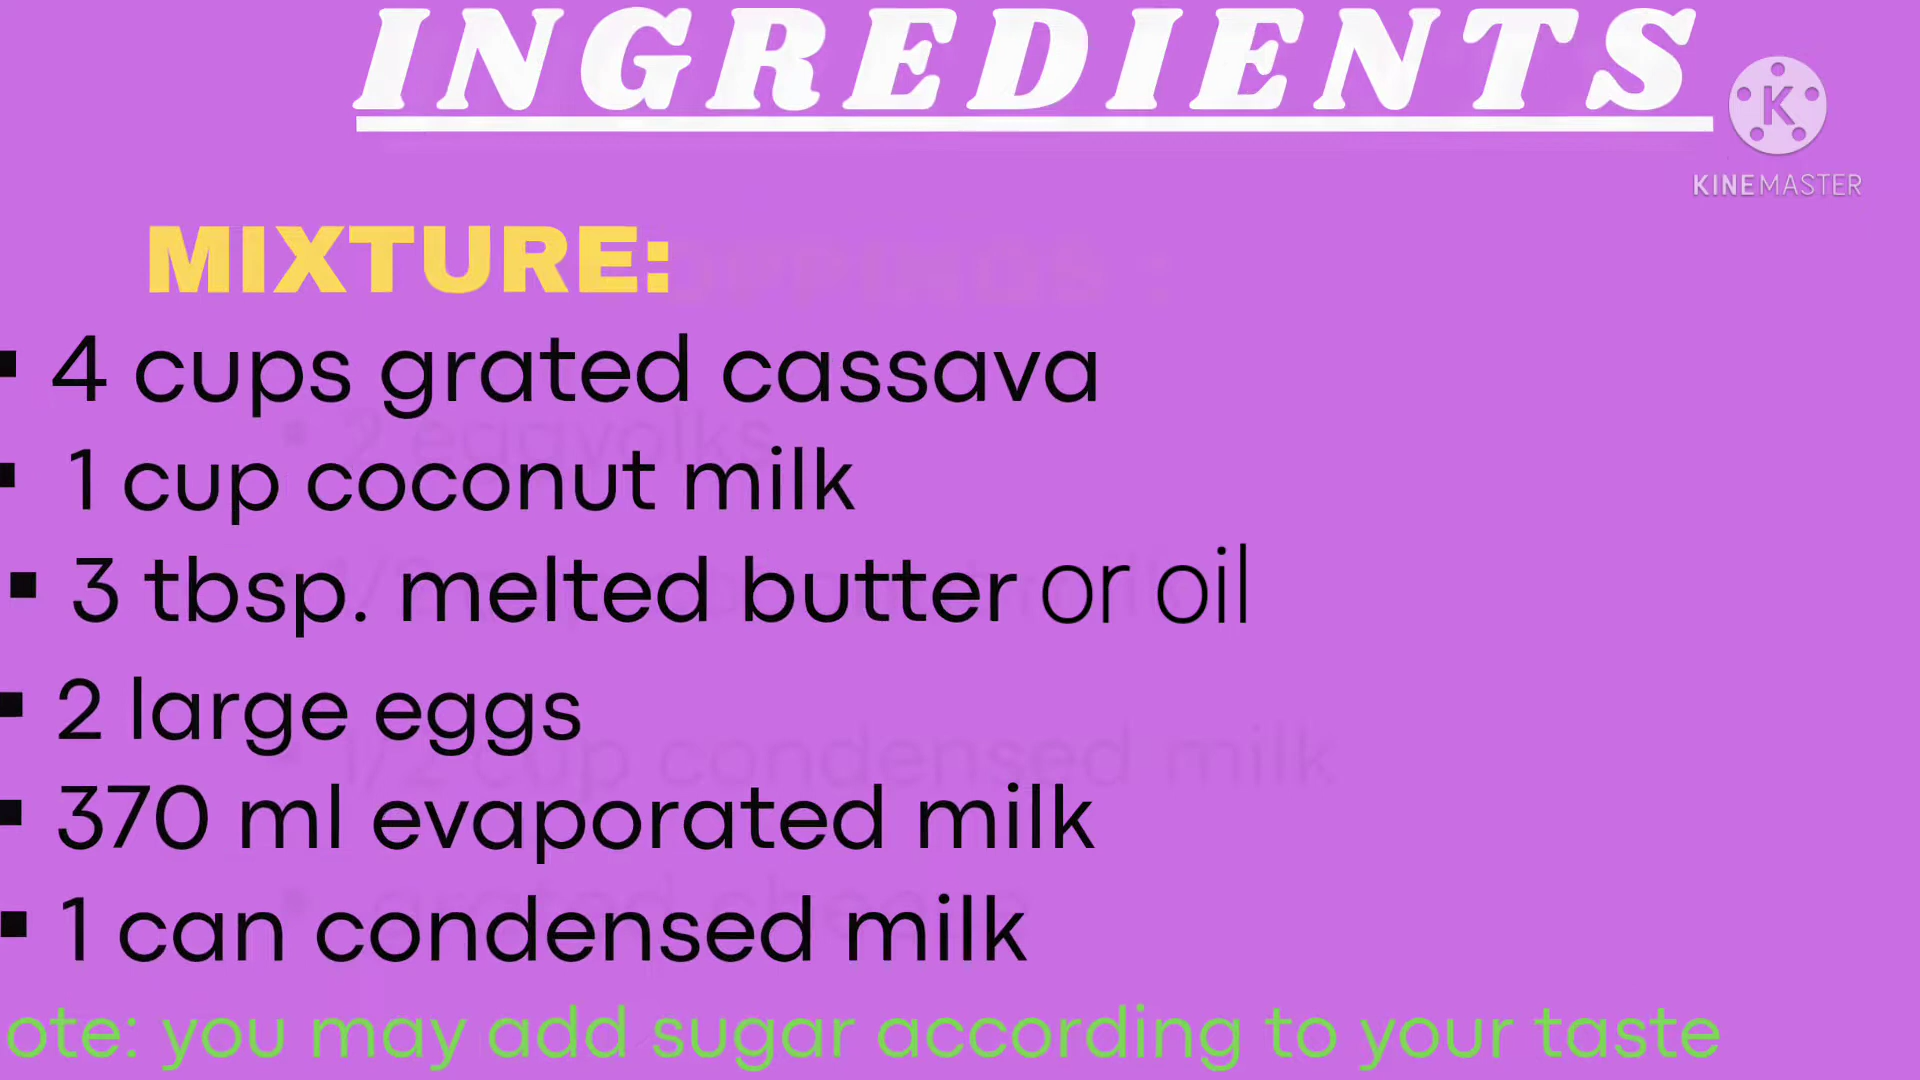 INGREDIENTS
K
KINEMASTER
MIXTURE:
▪ 4 cups grated cassava
▪ 1 cup coconut milk
▪ 3 tbsp. melted butter or oil
▪ 2 large eggs
▪ 370 ml evaporated milk
▪ 1 can condensed milk
ote: you may add sugar according to your taste